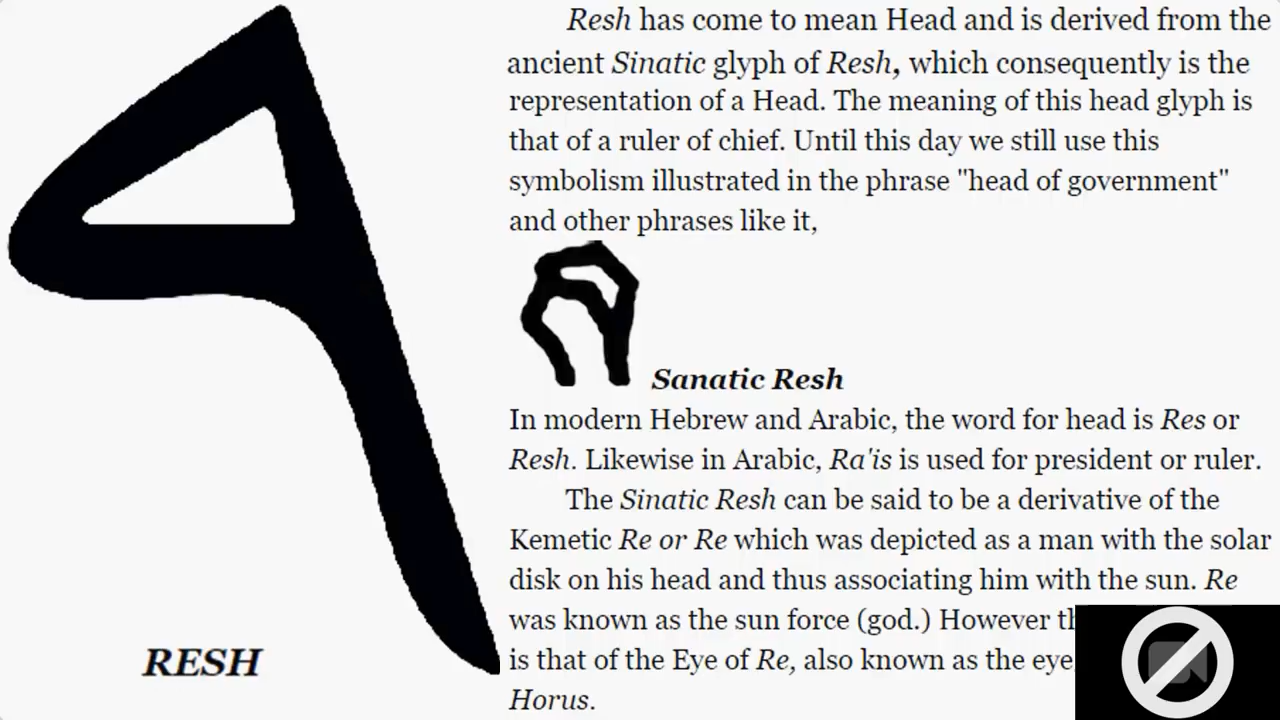 Resh has come to mean Head and is derived from the
ancient Sinatic glyph of Resh, which consequently is the
representation of a Head. The meaning of this head glyph is
that of a ruler of chief. Until this day we still use this
symbolism illustrated in the phrase "head of government"
and other phrases like it,
Sanatic Resh
In modern Hebrew and Arabic, the word for head is Res or
Resh. Likewise in Arabic, Ra'is is used for president or ruler.
The Sinatic Resh can be said to be a derivative of the
Kemetic Re or Re which was depicted as a man with the solar
disk on his head and thus associating him with the sun. Re
was known as the sun force (god.) However
is that of the Eye of Re, also known as the eye
Horus.
RESH